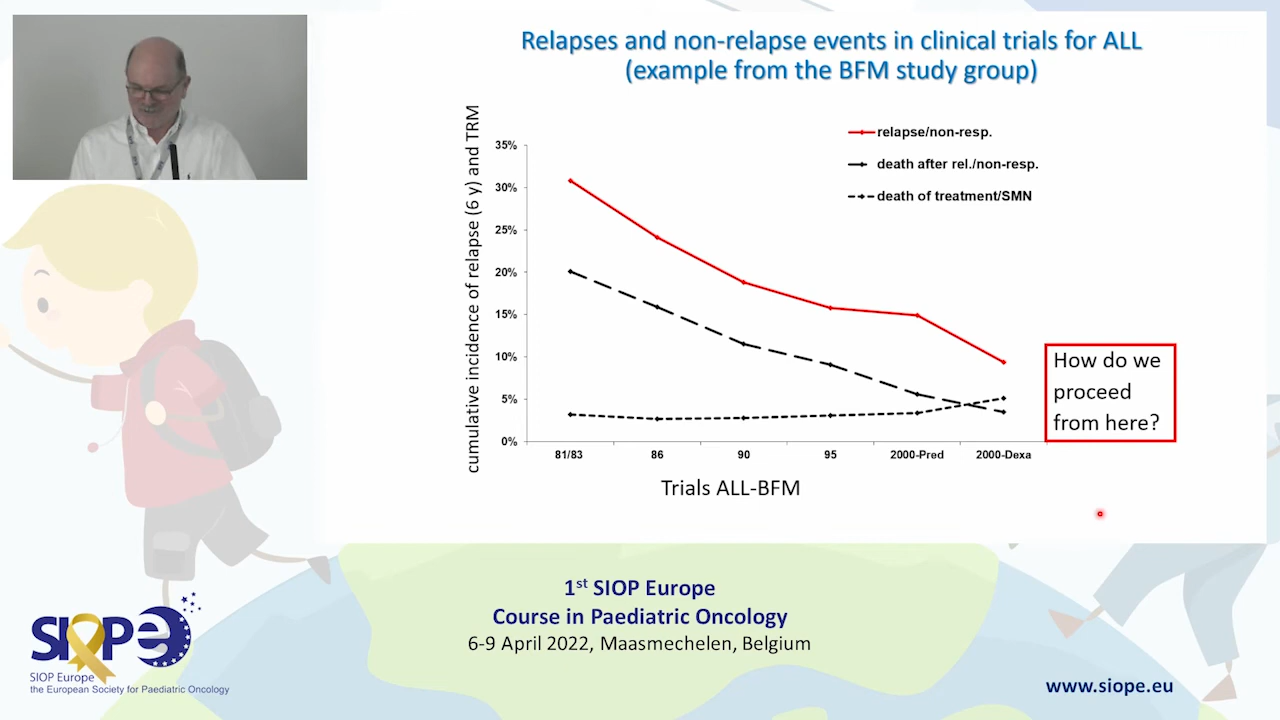 Relapses and non-relapse events in clinical trials for ALL
(example from the BFM study group)
cumulative incidence of relapse (6 y) and TRM
35%
30%
25%
20%
15%
10%
5%
0%
relapse/non-resp.
death after rel./non-resp.
death of treatment/SMN
81/83
86
90
95
2000-Pred
2000-Dexa
Trials ALL-BFM
How do we
proceed
from here?
1st SIOP Europe
Course in Paediatric Oncology
6-9 April 2022, Maasmechelen, Belgium
SIOPe
SIOP Europe
the European Society for Paediatric Oncology
www.siope.eu